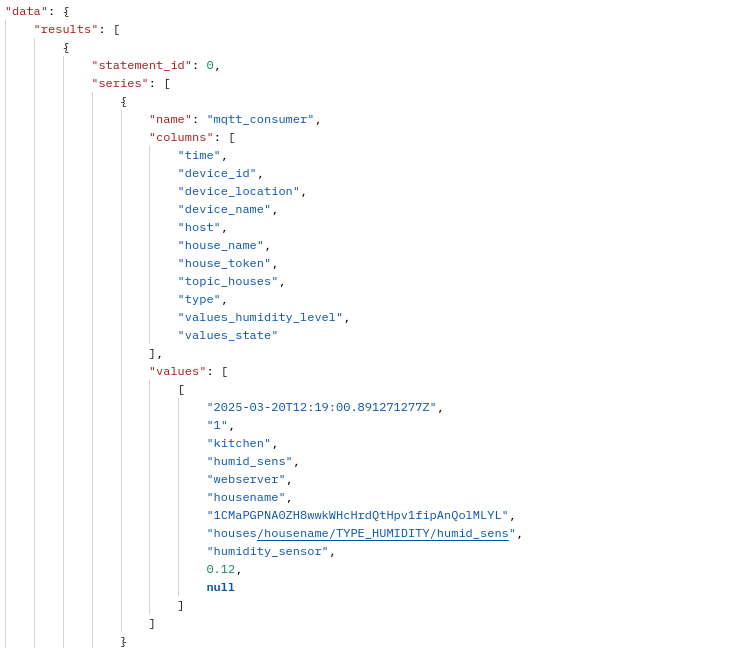 "data": {
"results": [
{
"statement_id": 0,
"series": [
{
"name": "mqtt_consumer",
"columns": [
"time",
"device_id",
"device_location",
"device_name",
"host",
"house_name",
"house_token",
"topic_houses",
"type",
"values_humidity_level",
"values_state"
],
"values": [
[
"2025-03-20T12:19:00.891271277Z",
"1",
"kitchen",
"humid_sens",
"webserver",
"housename",
"1CMaPGPNA0ZH8wwkWHcHrdQtHpv1fipAnQolMLYL",
"houses/housename/TYPE_HUMIDITY/humid_sens",
"humidity_sensor",
0.12,
null
]
]
}